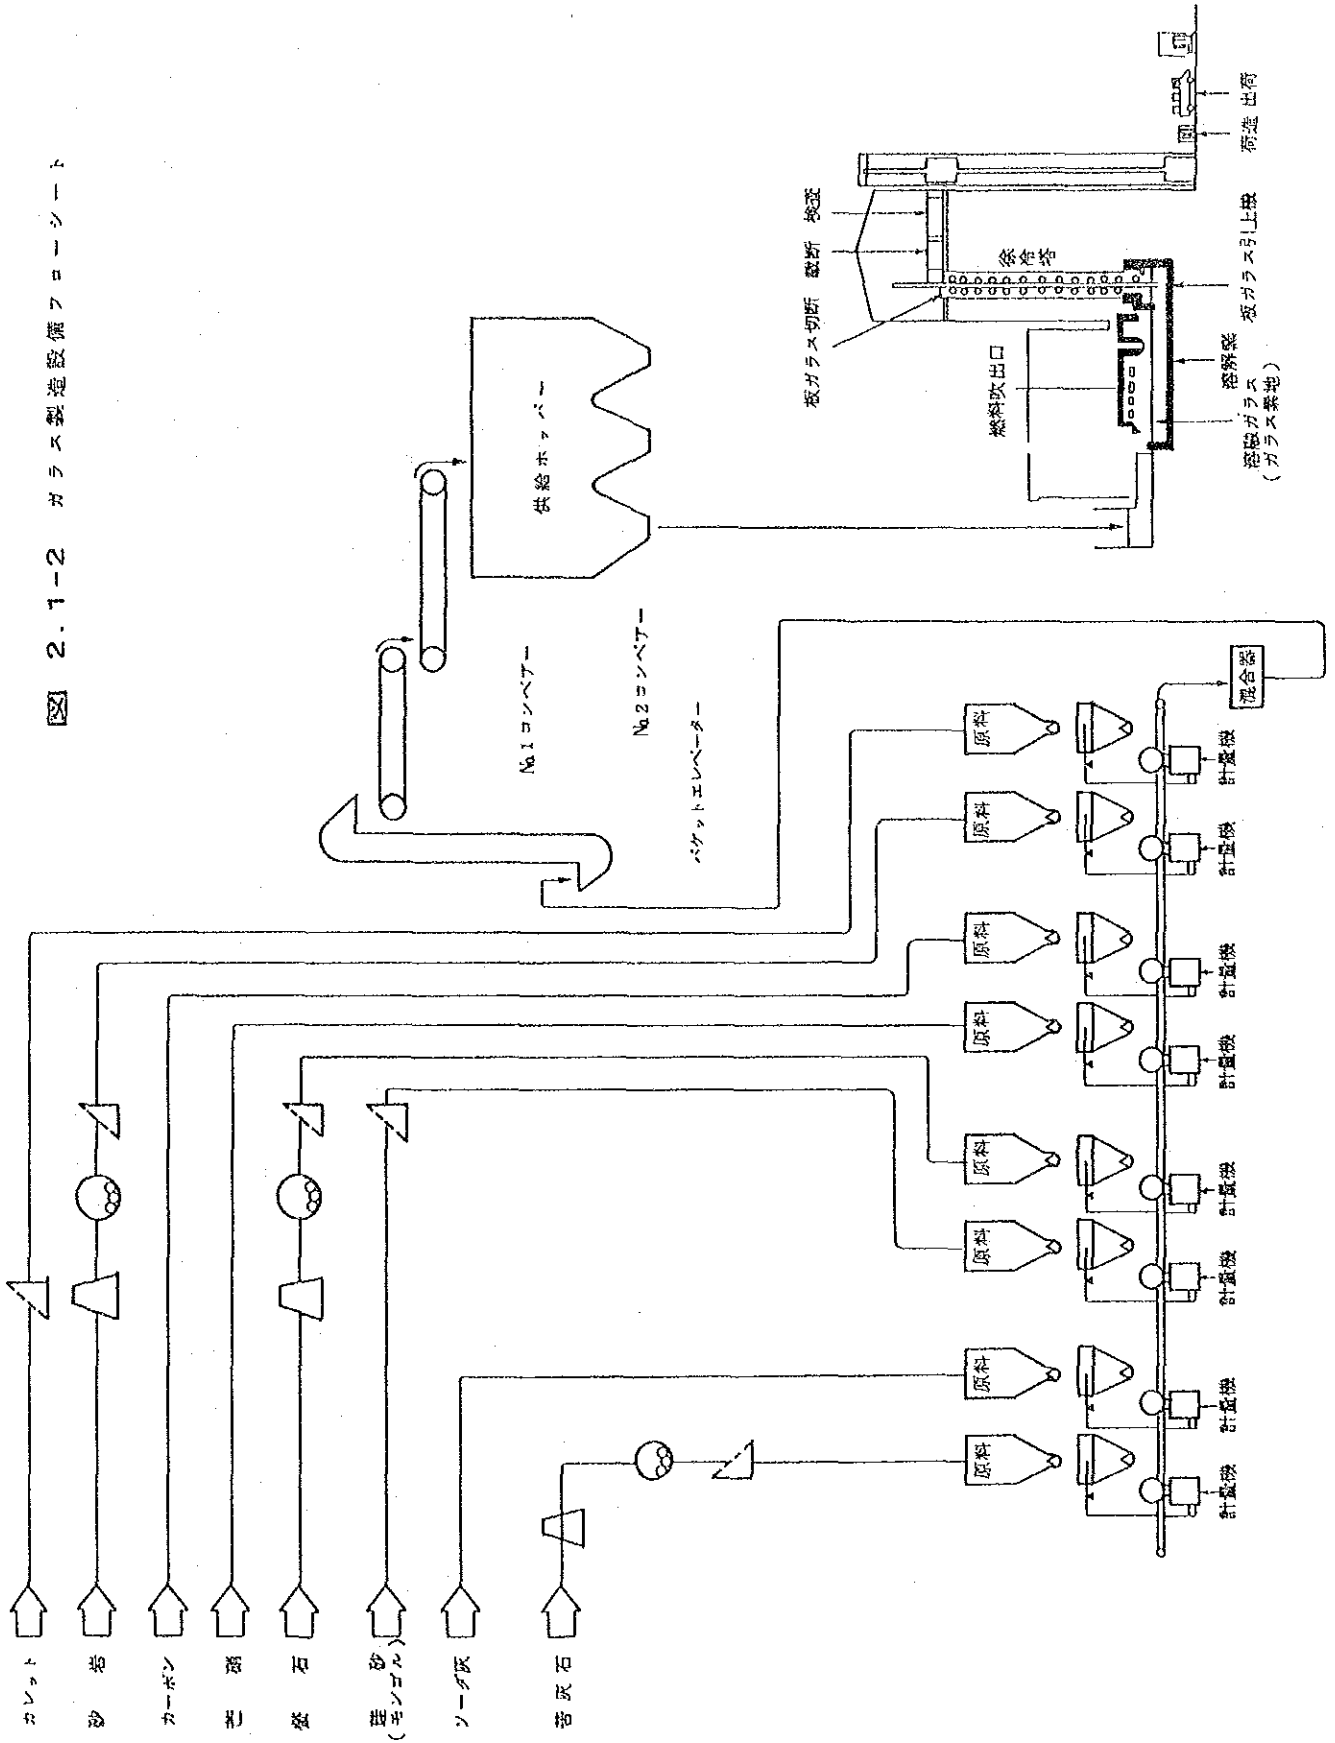 図 2.1-2 ガラス製造設備フローシート
カレット
砂岩
カーボン
芒硝
螢石
硅砂
(モンゴル)
ソーダ灰
苦灰石
バケットエレベーター
No.1コンベアー
No.2コンベアー
供給ホッパー
原料
原料
原料
原料
原料
原料
原料
原料
計量機
計量機
計量機
計量機
計量機
計量機
計量機
計量機
混合器
燃料吹出口
板ガラス切断
截断
検査
徐冷塔
溶融ガラス
(ガラス素地)
溶解窯
板ガラス引上機
荷造
出荷